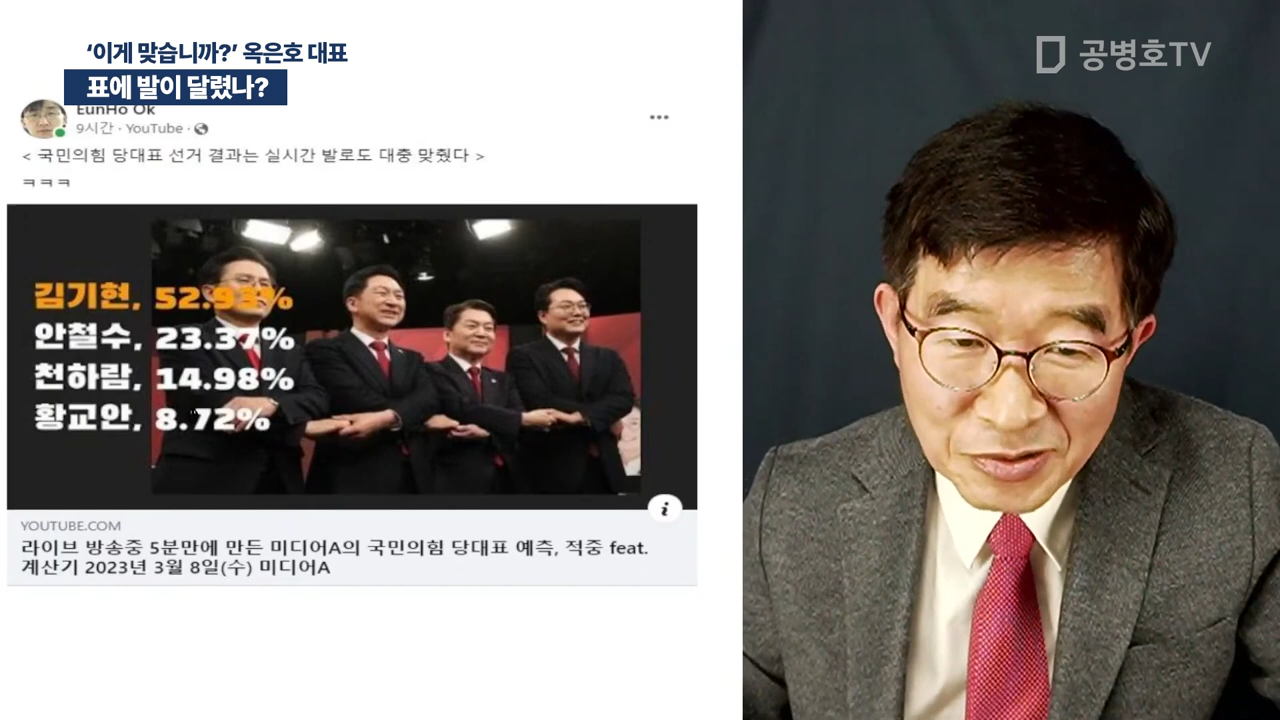 ‘이게 맞습니까?’ 옥은호 대표
표에 발이 달렸나?
공병호TV
EunHo Ok
9시간 · YouTube ·
< 국민의힘 당대표 선거 결과는 실시간 발로도 대충 맞췄다 >
ㅋㅋㅋ
김기현, 52.93%
안철수, 23.37%
천하람, 14.98%
황교안, 8.72%
i
YOUTUBE.COM
라이브 방송중 5분만에 만든 미디어A의 국민의힘 당대표 예측, 적중 feat.
계산기 2023년 3월 8일(수) 미디어A